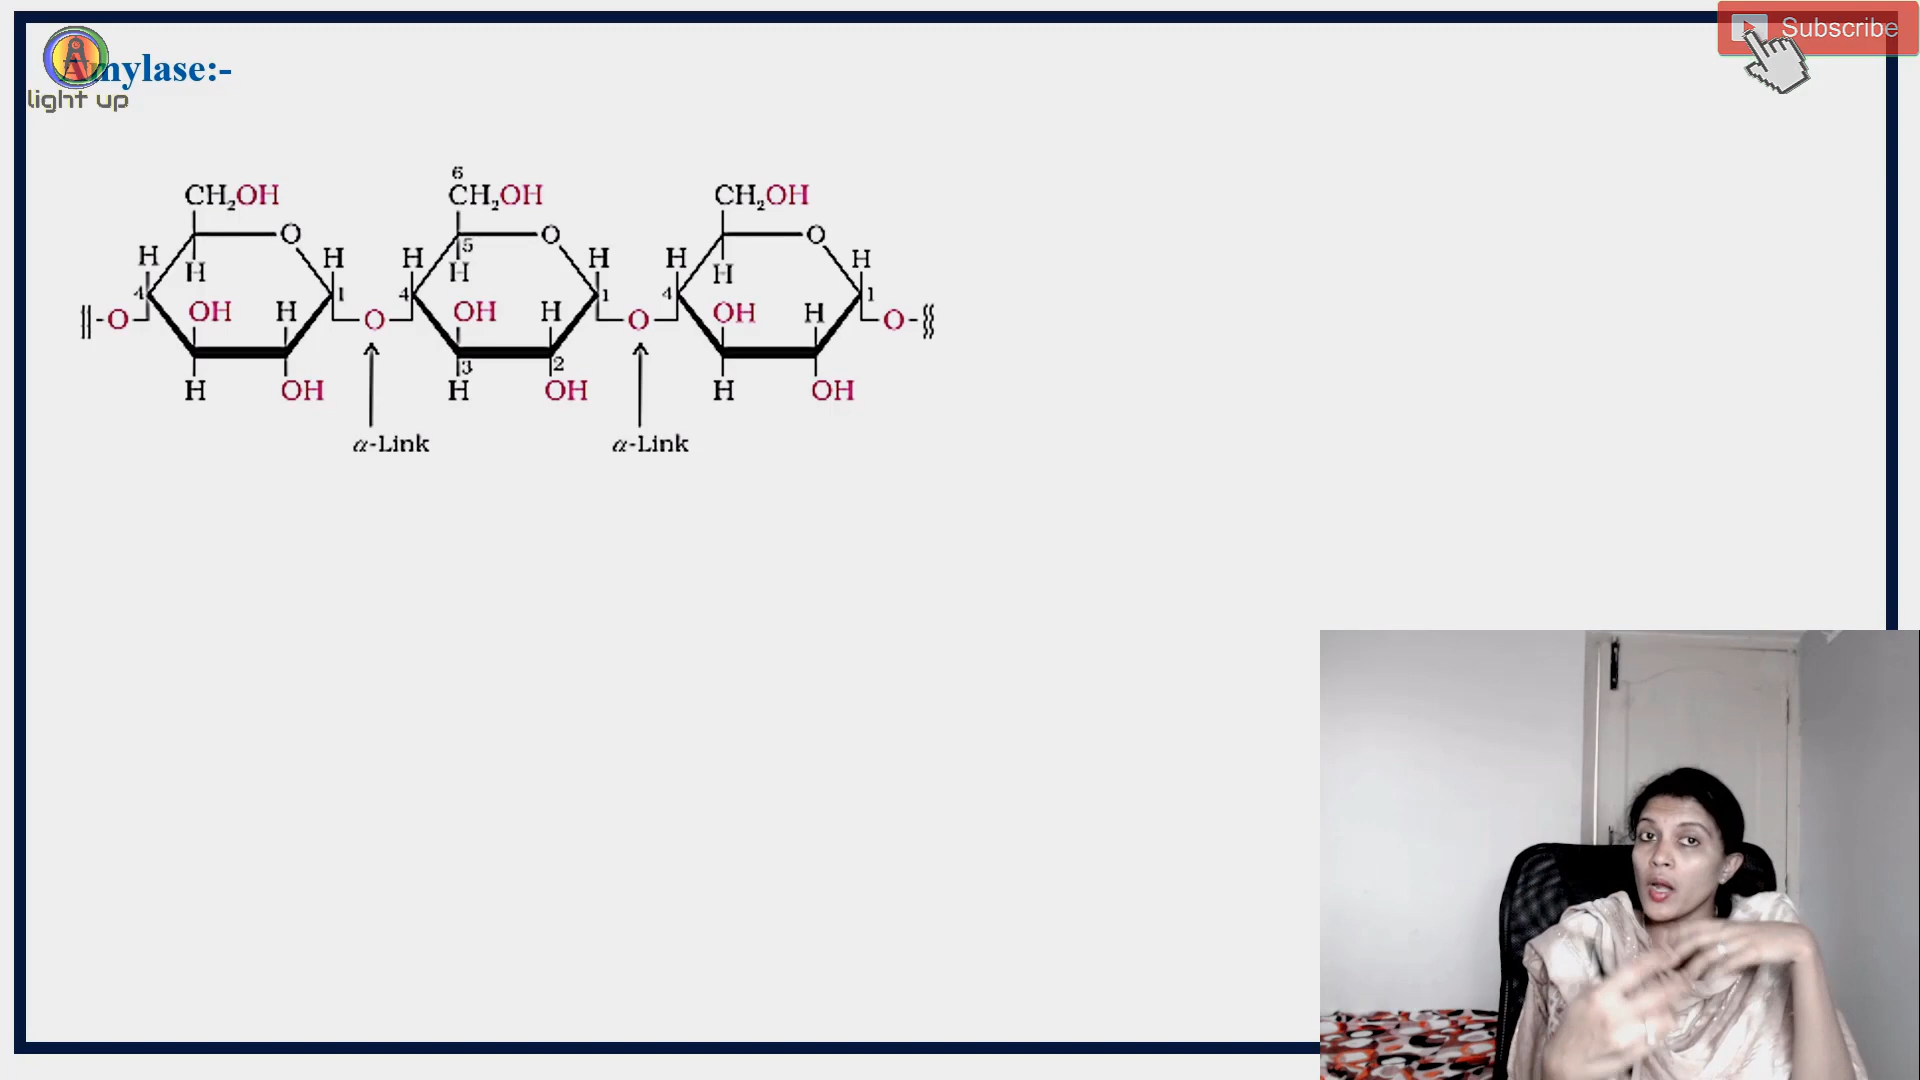 Amylase:-
light up
Subscribe
6
CH2OH CH2OH CH2OH
O O O
5
H H H H H H
H H H
4 1 4 1 4 1
OH H OH H OH H
O O O O
3 2
H OH H OH H OH
α-Link α-Link